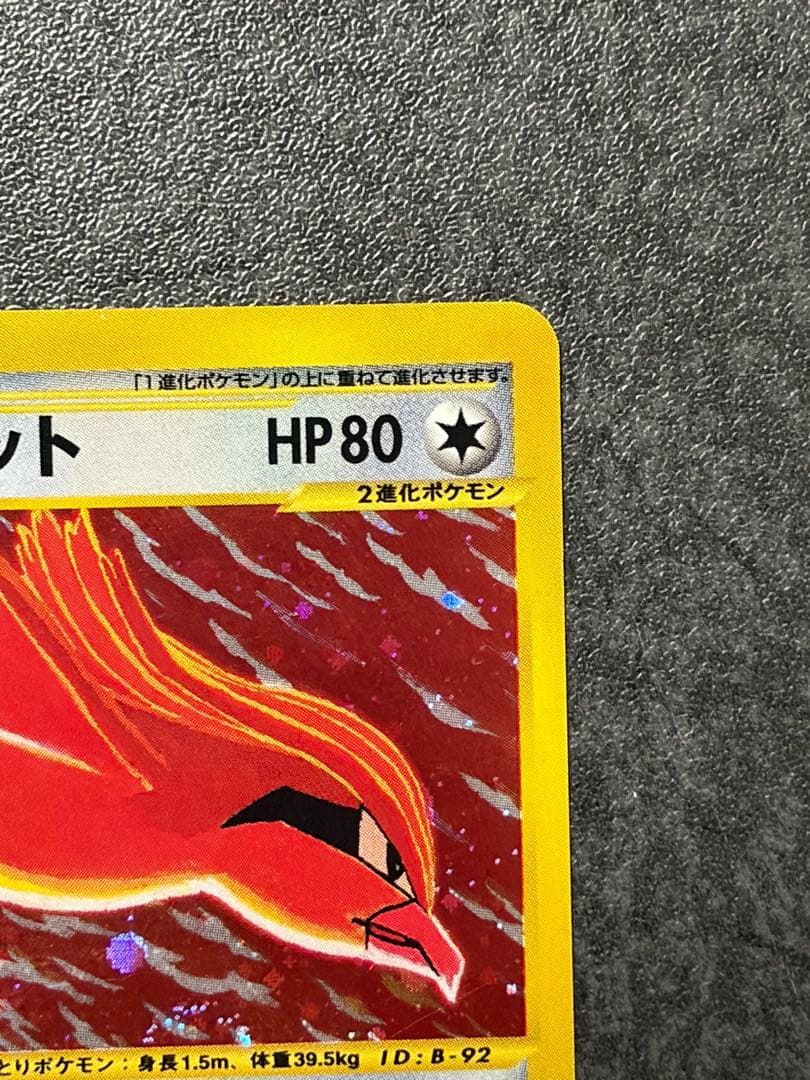 「1進化ポケモン」の上に重ねて進化させます。
ット HP80
2進化ポケモン
とりポケモン：身長1.5m、体重39.5kg ID:B-92